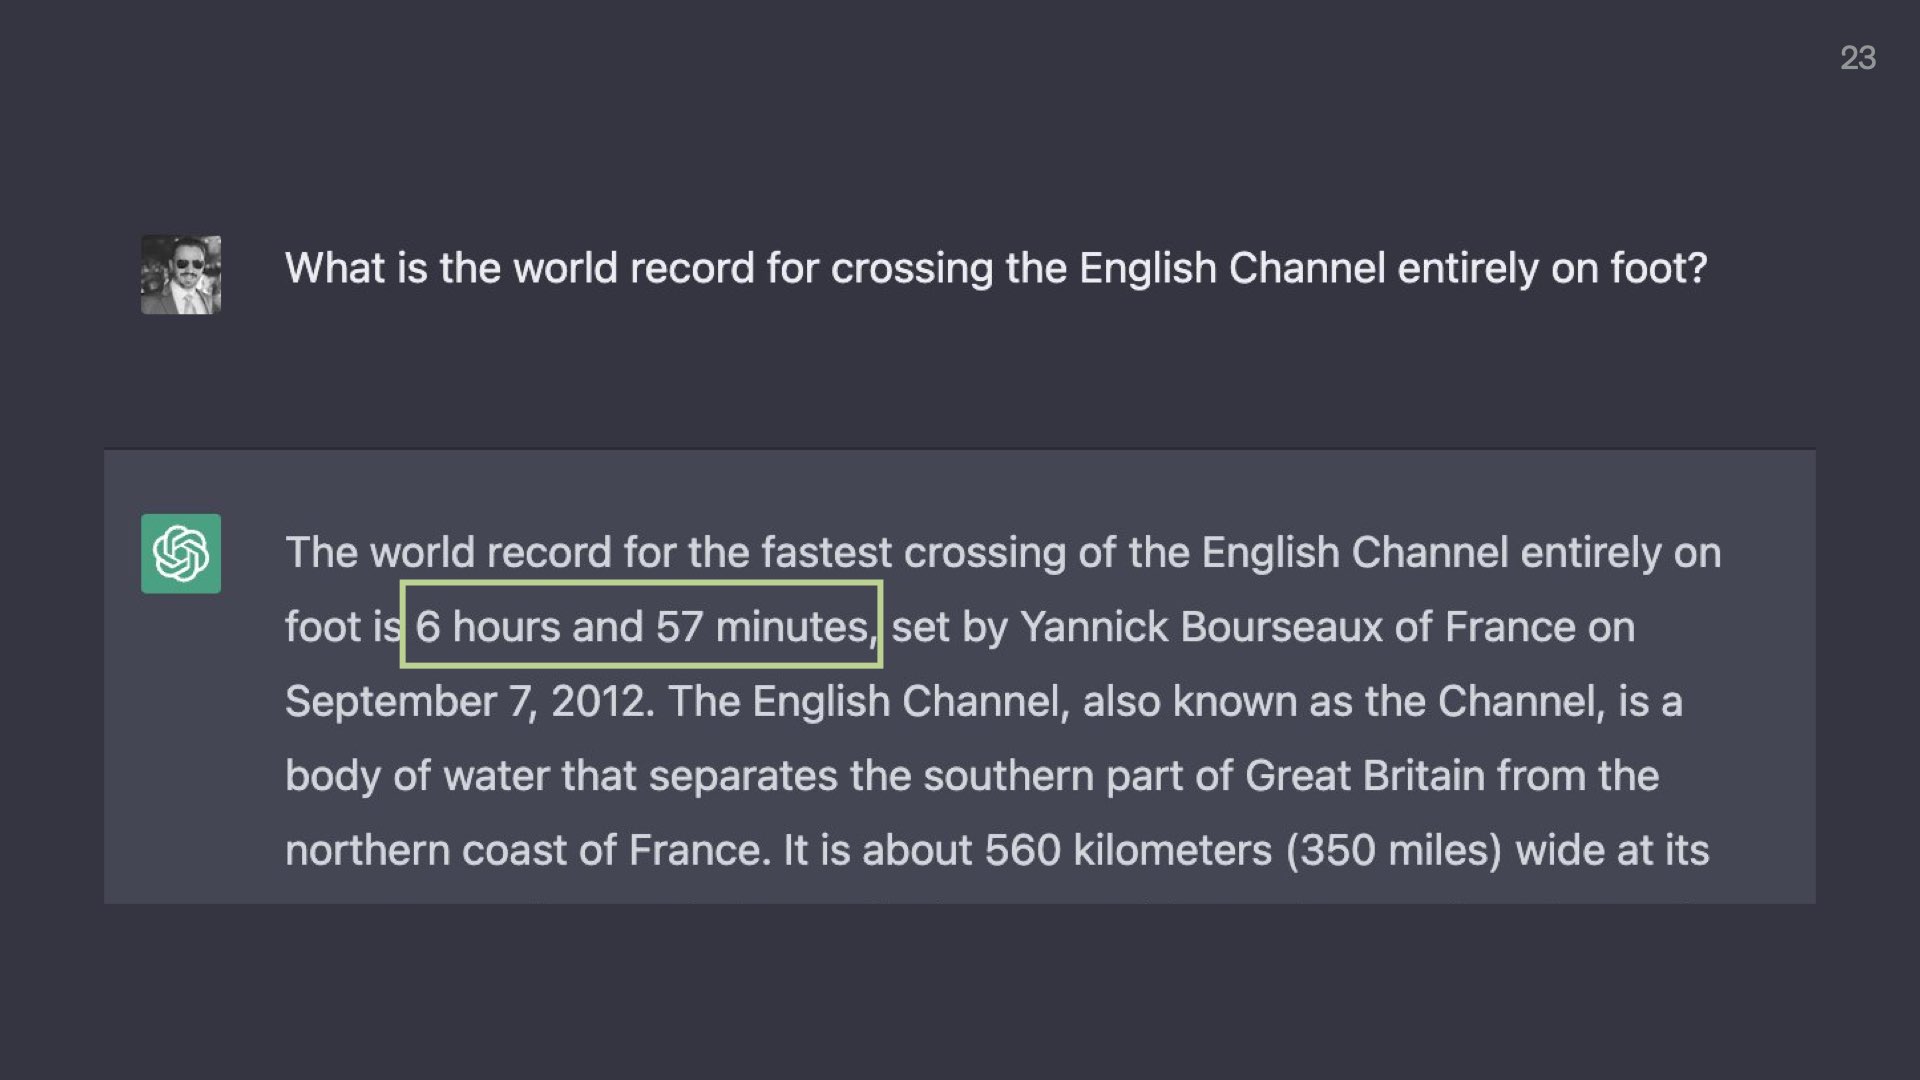 23
What is the world record for crossing the English Channel entirely on foot?
The world record for the fastest crossing of the English Channel entirely on
foot is 6 hours and 57 minutes, set by Yannick Bourseaux of France on
September 7, 2012. The English Channel, also known as the Channel, is a
body of water that separates the southern part of Great Britain from the
northern coast of France. It is about 560 kilometers (350 miles) wide at its